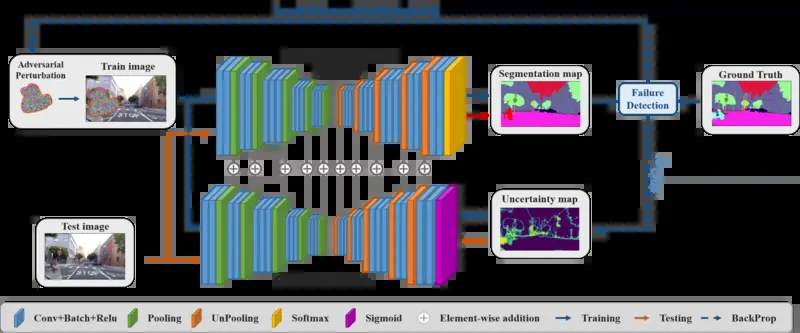 Adversarial
Perturbation
Train image
Segmentation map
Failure
Detection
Ground Truth
Test image
Uncertainty map
Conv+Batch+Relu
Pooling
UnPooling
Softmax
Sigmoid
Element-wise addition
Training
Testing
BackProp